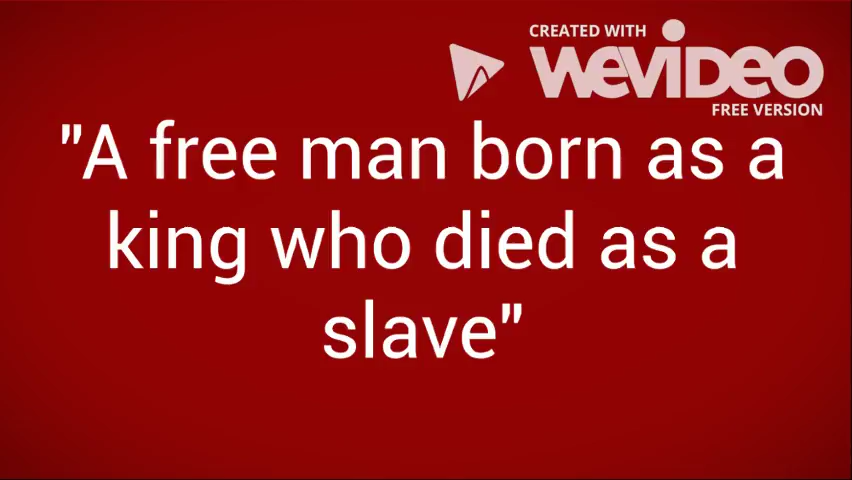 CREATED WITH
WEVIDEO
FREE VERSION
"A free man born as a
king who died as a
slave"